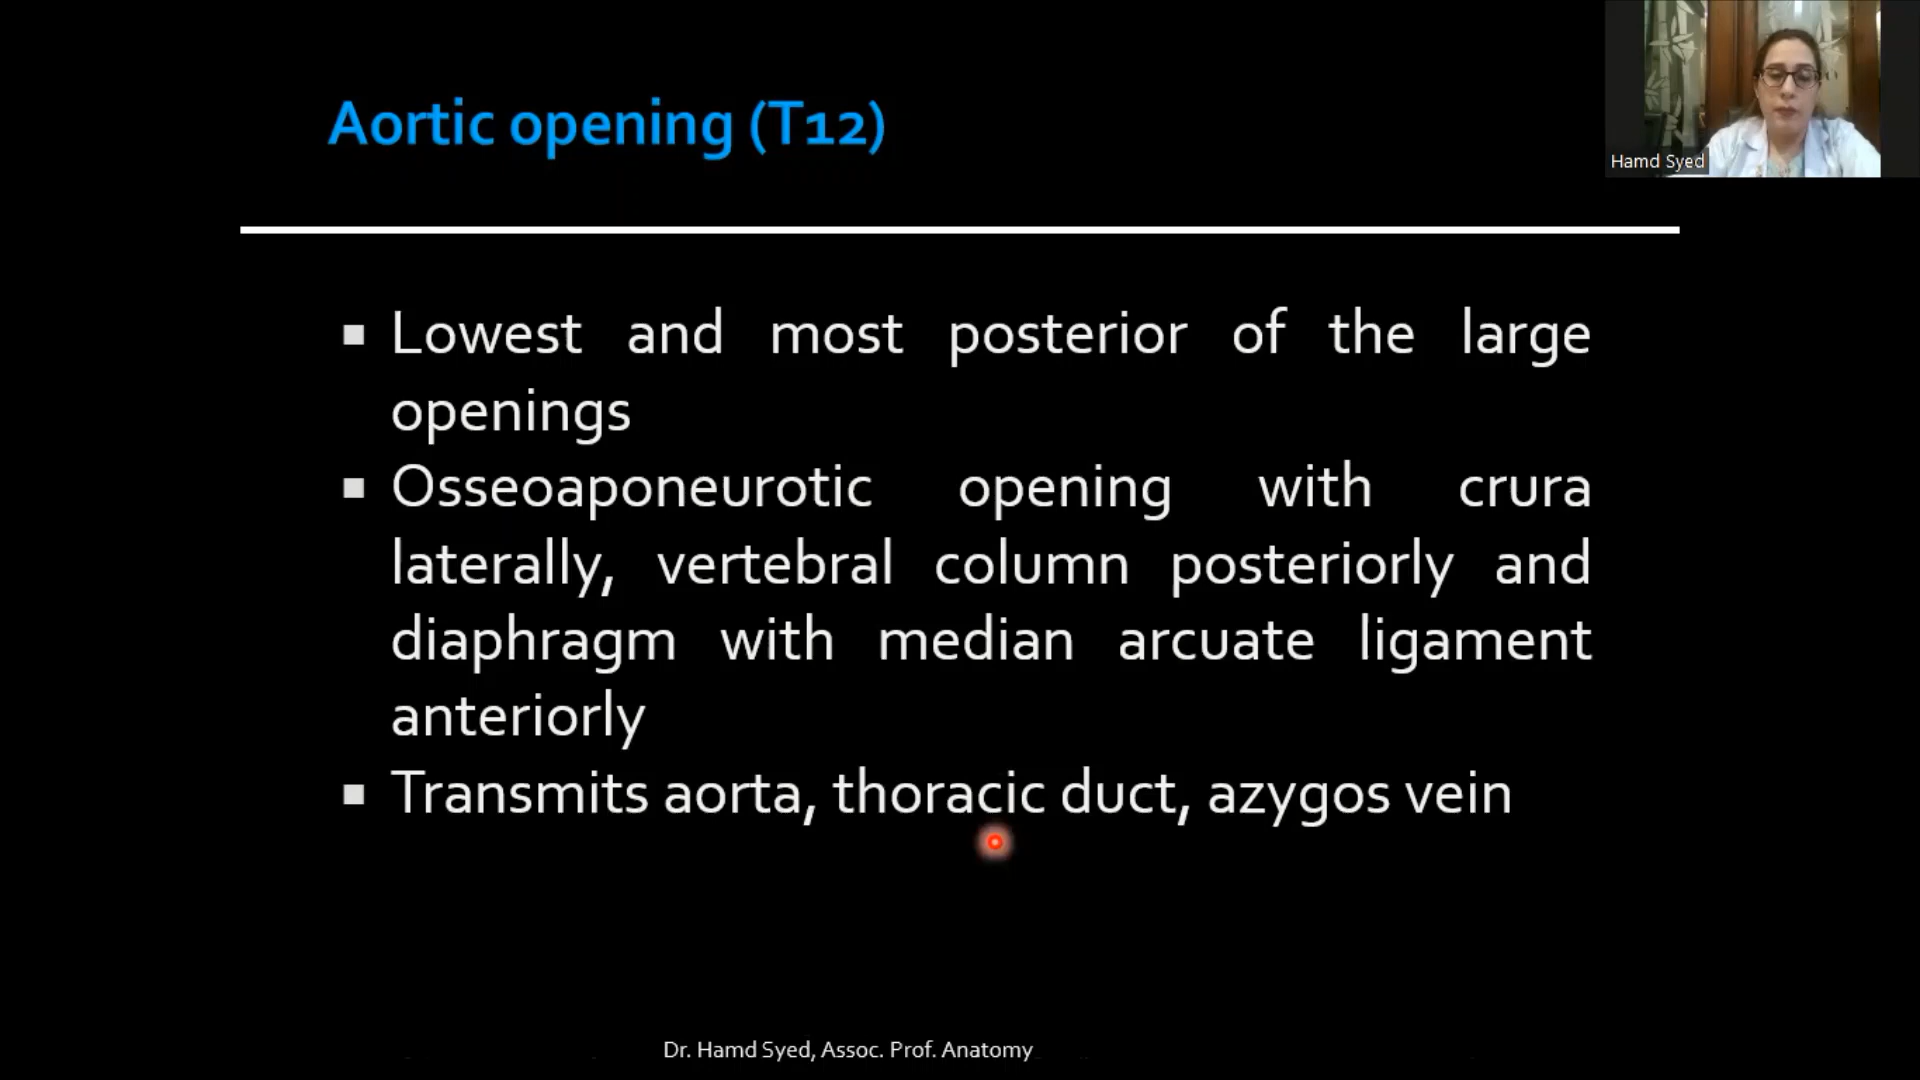 Aortic opening (T12)
Hamd Syed
Lowest and most posterior of the large
openings
Osseoaponeurotic opening with crura
laterally, vertebral column posteriorly and
diaphragm with median arcuate ligament
anteriorly
Transmits aorta, thoracic duct, azygos vein
Dr. Hamd Syed, Assoc. Prof. Anatomy